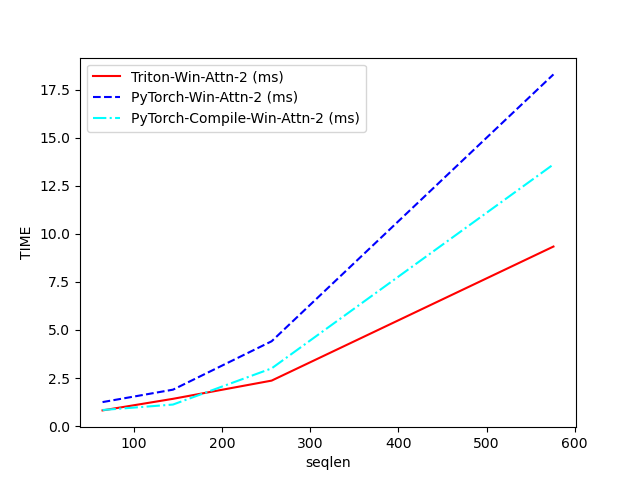 Triton-Win-Attn-2 (ms)
PyTorch-Win-Attn-2 (ms)
PyTorch-Compile-Win-Attn-2 (ms)
17.5
15.0
12.5
10.0
7.5
5.0
2.5
0.0
TIME
100 200 300 400 500 600
seqlen